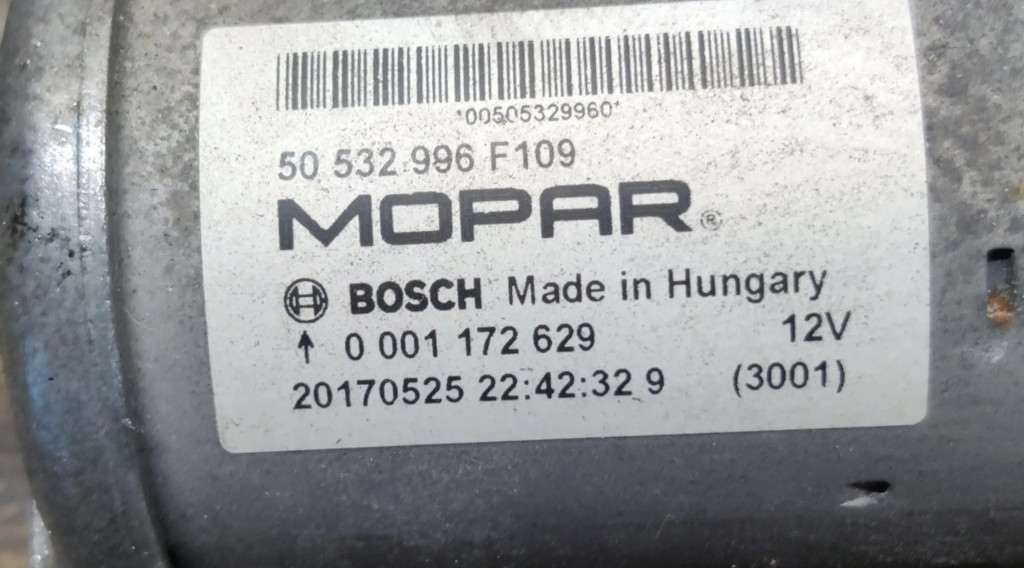 *00505329960*
50 532 996 F109
MOPAR®
BOSCH Made in Hungary
↑ 0 001 172 629 12V
20170525 22:42:32 9 (3001)